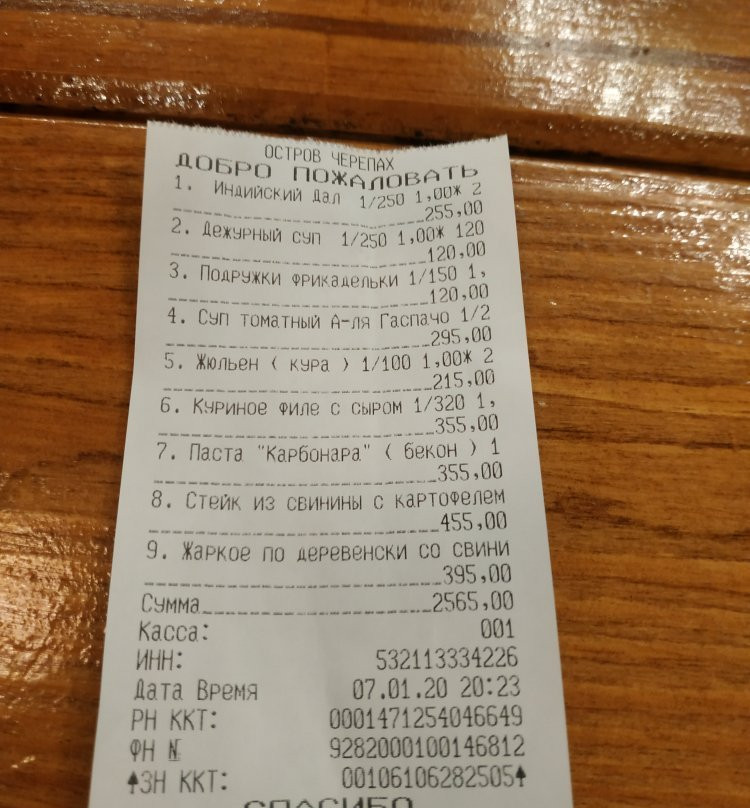 ОСТРОВ ЧЕРЕПАХ
ДОБРО ПОЖАЛОВАТЬ
1. Индийский Дал 1/250 1,00* 2
255,00
2. Дежурный суп 1/250 1,00* 120
120,00
3. Подружки фрикадельки 1/150 1,
120,00
4. Суп томатный А-ля Гаспачо 1/2
295,00
5. Жюльен ( кура ) 1/100 1,00* 2
215,00
6. Куриное филе с сыром 1/320 1,
355,00
7. Паста "Карбонара" ( бекон ) 1
355,00
8. Стейк из свинины с картофелем
455,00
9. Жаркое по деревенски со свини
395,00
Сумма 2565,00
Касса: 001
ИНН: 532113334226
Дата Время 07.01.20 20:23
РН ККТ: 0001471254046649
ФН № 9282000100146812
↑ЗН ККТ: 00106106282505↑
СПАСИБО